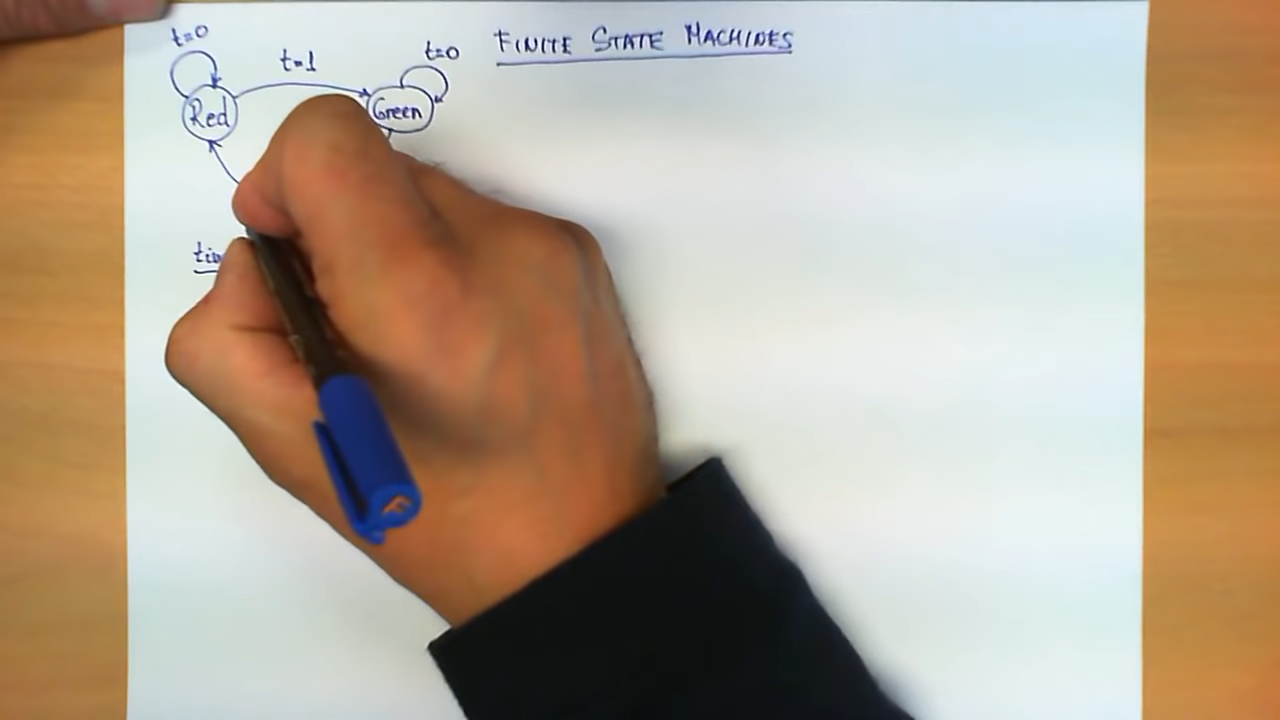 t=0
t=1
t=0
FINITE STATE MACHINES
Red
Green